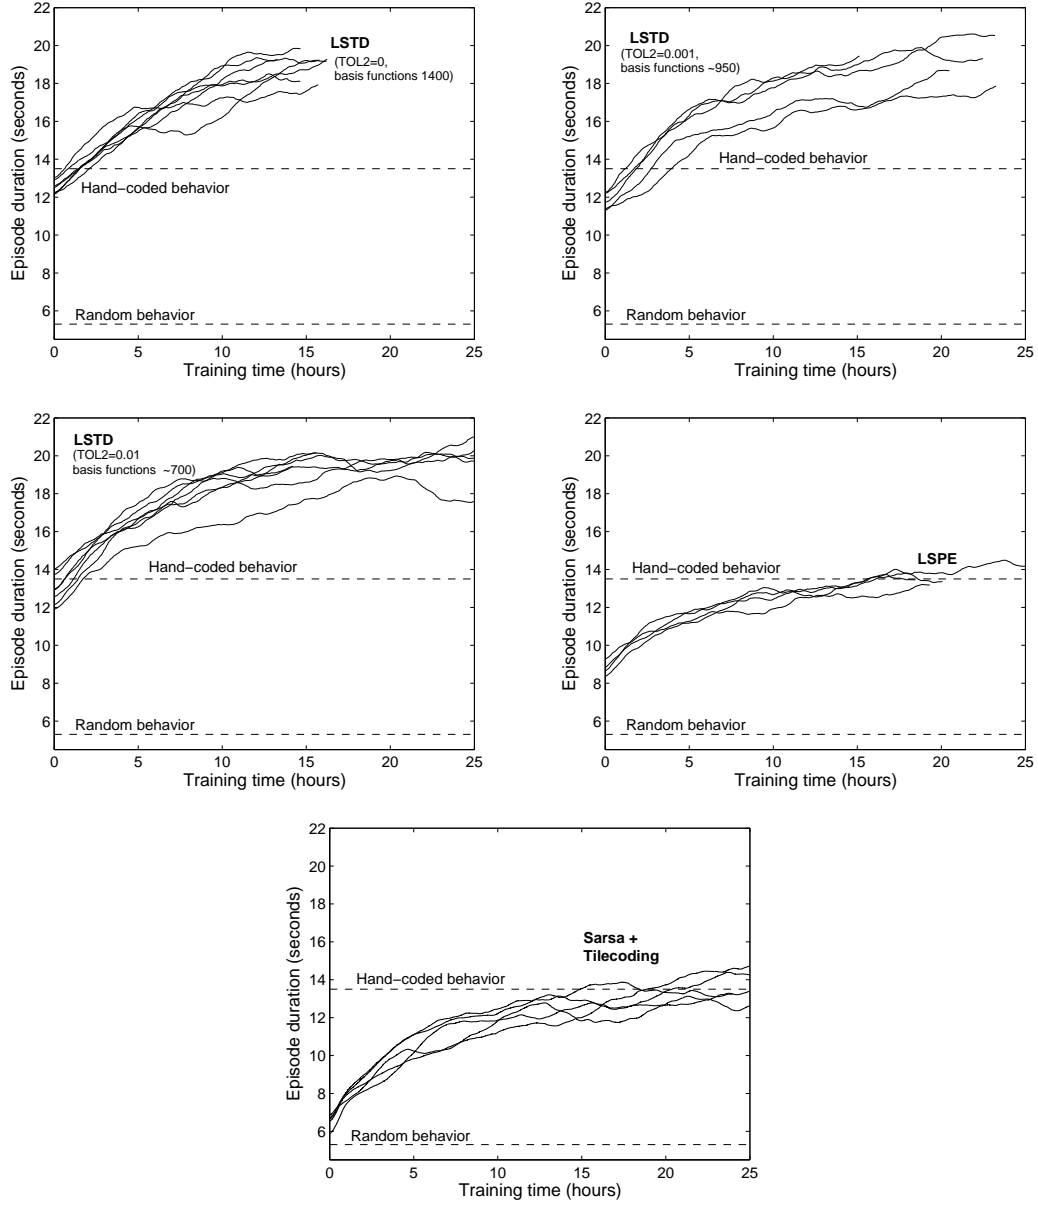 22
20
18
16
14
12
10
8
6
Episode duration (seconds)
LSTD
(TOL2=0,
basis functions 1400)
Hand−coded behavior
Random behavior
0 5 10 15 20 25
Training time (hours)
22
20
18
16
14
12
10
8
6
Episode duration (seconds)
LSTD
(TOL2=0.001,
basis functions ~950)
Hand−coded behavior
Random behavior
0 5 10 15 20 25
Training time (hours)
22
20
18
16
14
12
10
8
6
Episode duration (seconds)
LSTD
(TOL2=0.01
basis functions ~700)
Hand−coded behavior
Random behavior
0 5 10 15 20 25
Training time (hours)
22
20
18
16
14
12
10
8
6
Episode duration (seconds)
LSPE
Hand−coded behavior
Random behavior
0 5 10 15 20 25
Training time (hours)
22
20
18
16
14
12
10
8
6
Episode duration (seconds)
Sarsa +
Tilecoding
Hand−coded behavior
Random behavior
0 5 10 15 20 25
Training time (hours)